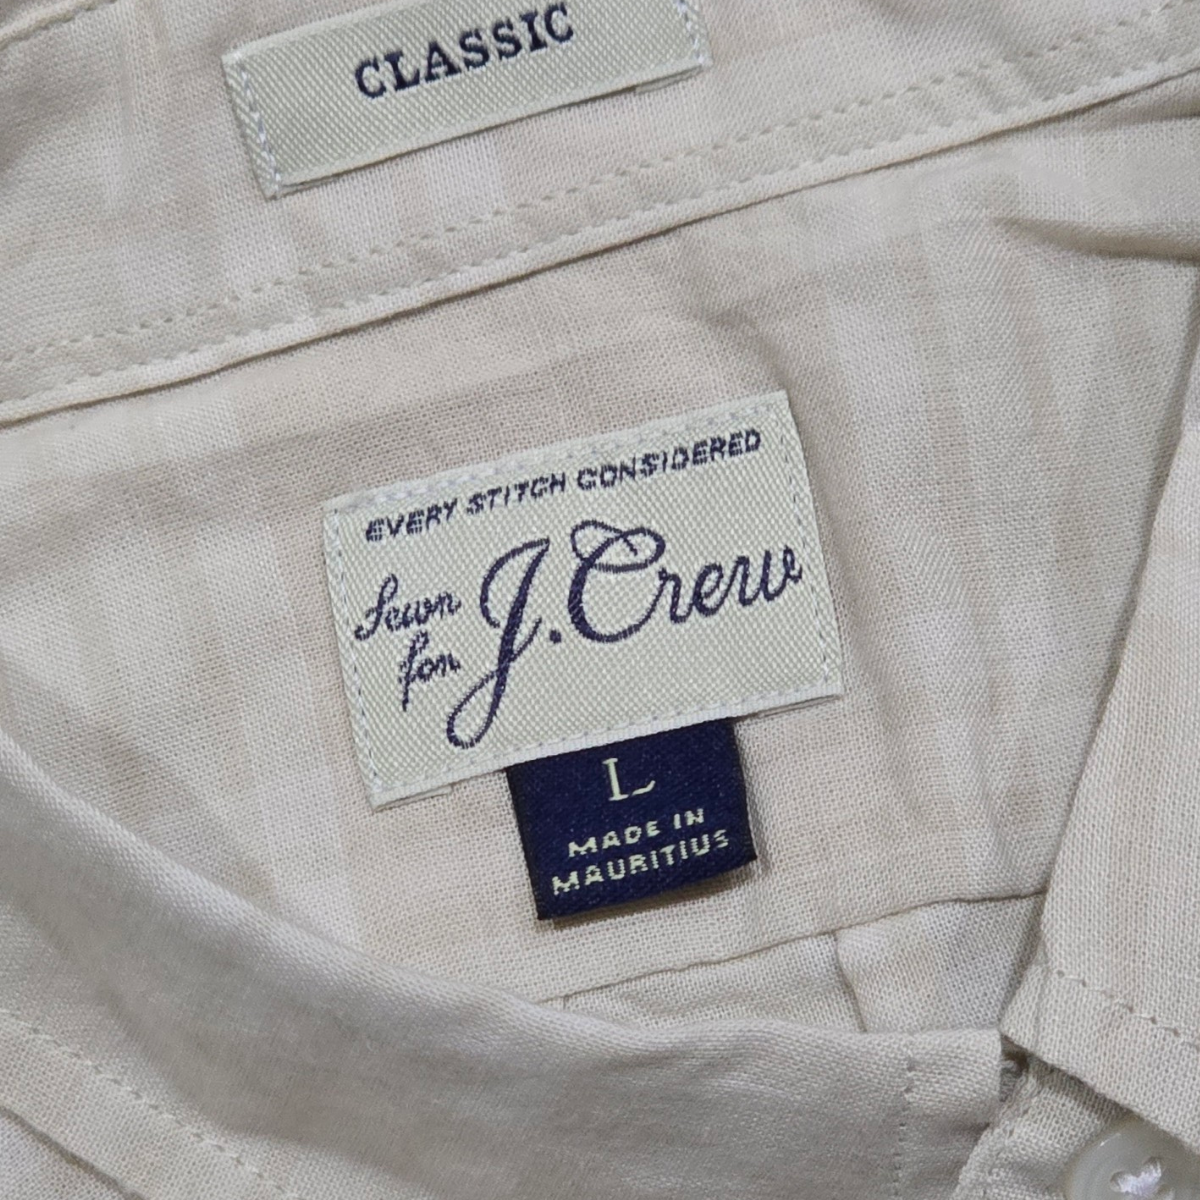 CLASSIC
EVERY STITCH CONSIDERED
Sewn
for J.Crew
L
MADE IN
MAURITIUS